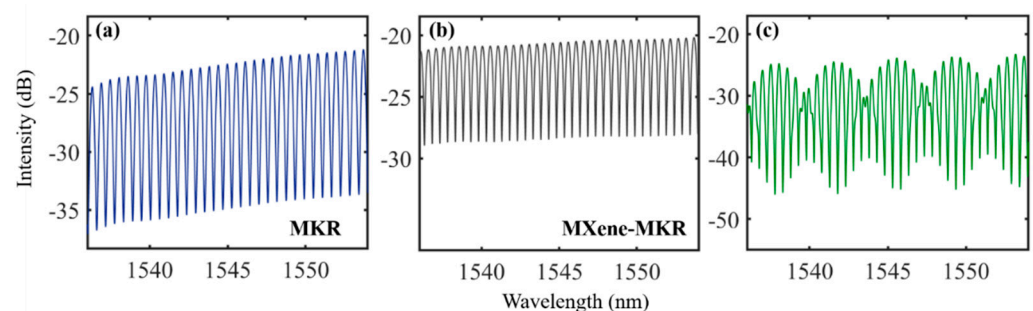 (a) (b) (c)
-20 -20 -20
Intensity (dB)
-25 -25
-30 -30 -30
-40
-35
-50
MKR MXene-MKR
1540 1545 1550 1540 1545 1550 1540 1545 1550
Wavelength (nm)